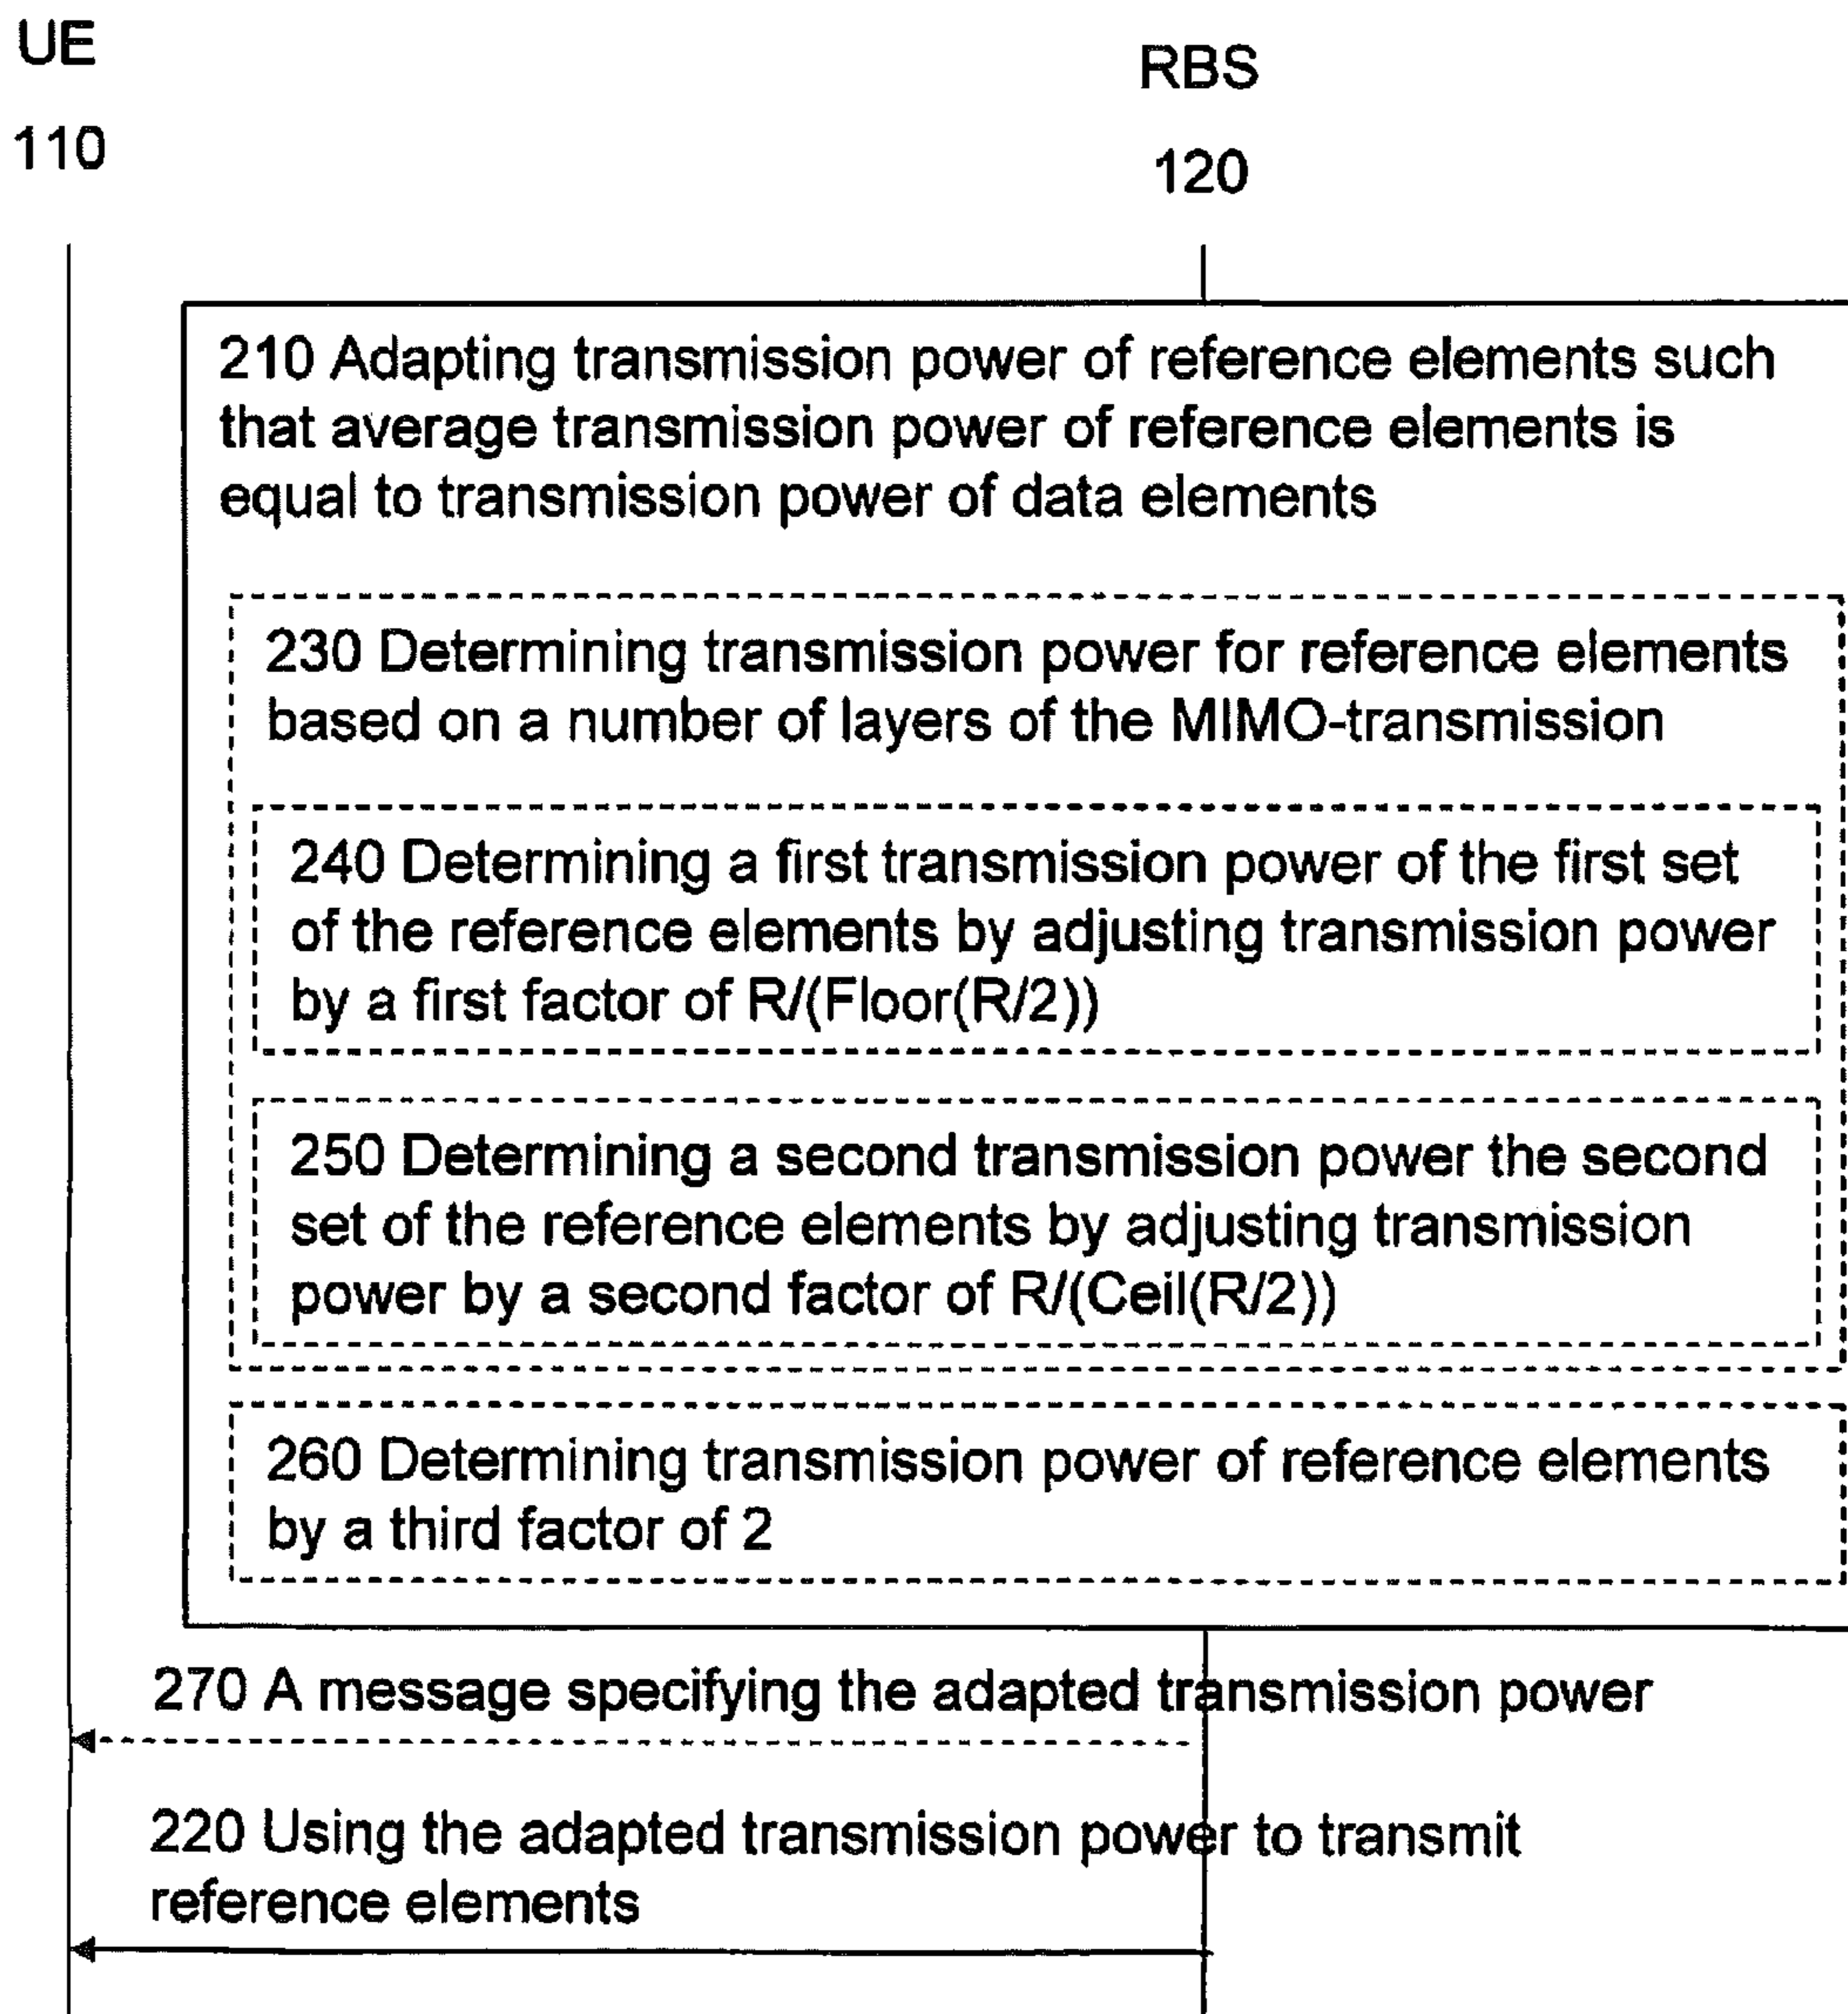 UE
110
RBS
120
210 Adapting transmission power of reference elements such
that average transmission power of reference elements is
equal to transmission power of data elements
230 Determining transmission power for reference elements
based on a number of layers of the MIMO-transmission
240 Determining a first transmission power of the first set
of the reference elements by adjusting transmission power
by a first factor of R/(Floor(R/2))
250 Determining a second transmission power the second
set of the reference elements by adjusting transmission
power by a second factor of R/(Ceil(R/2))
260 Determining transmission power of reference elements
by a third factor of 2
270 A message specifying the adapted transmission power
220 Using the adapted transmission power to transmit
reference elements